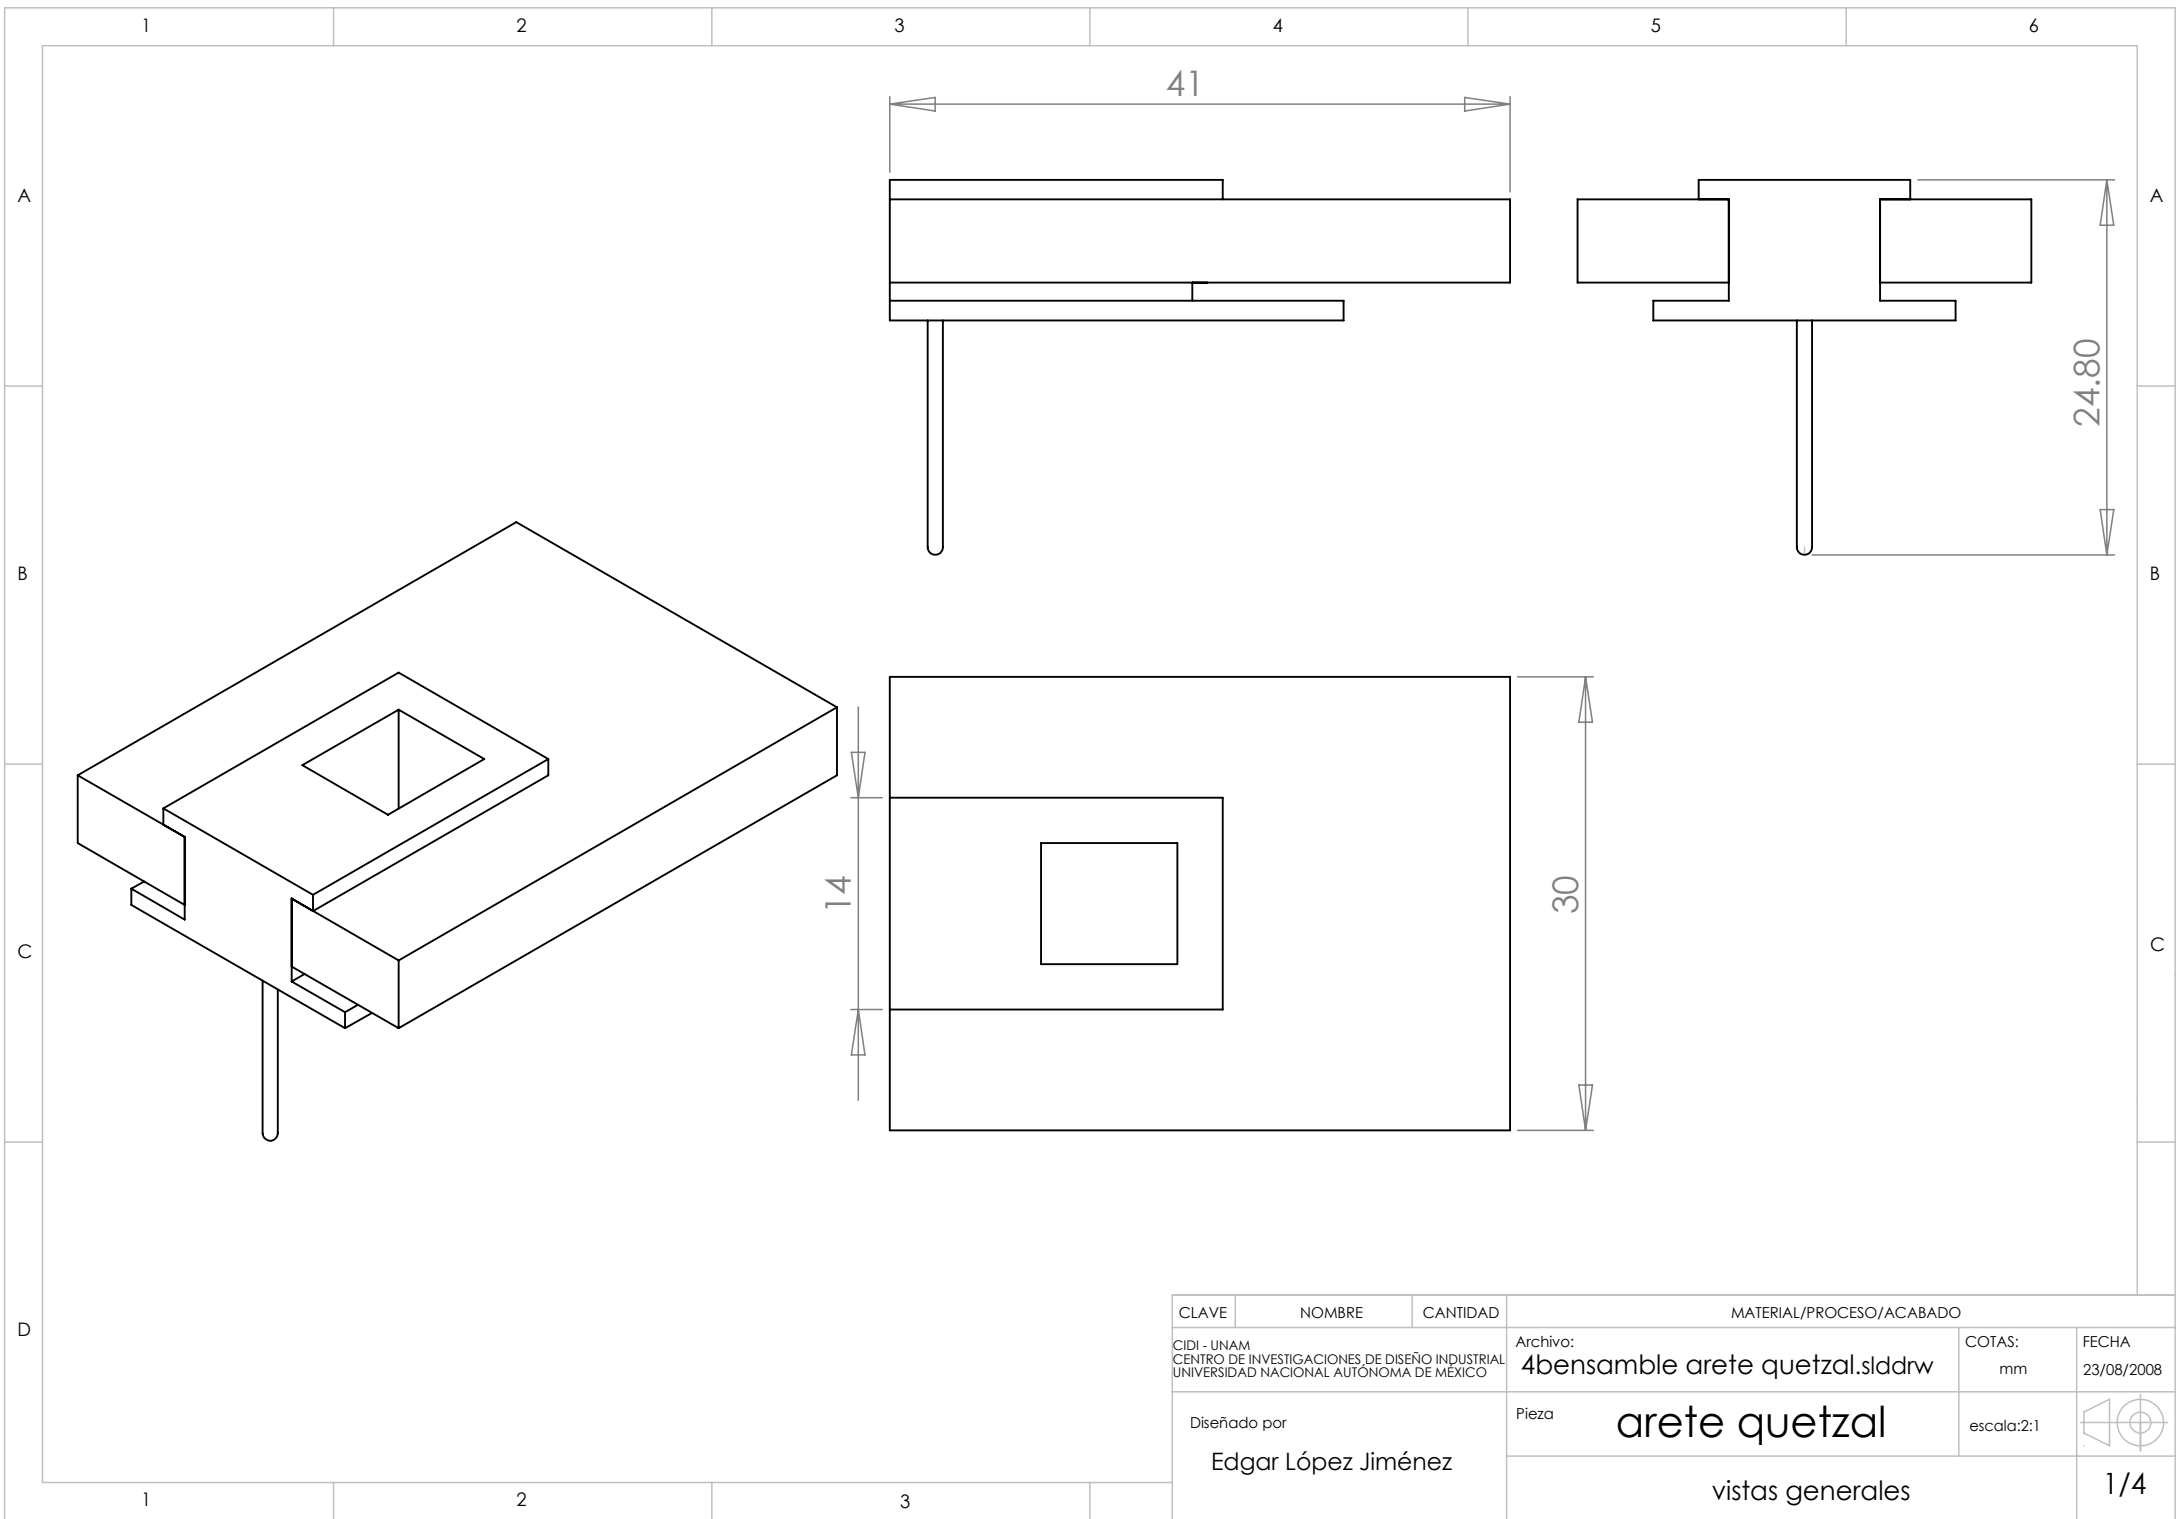 1 2 3 4 5 6
41
A A
24.80
B B
14
30
C C
D
CLAVE NOMBRE CANTIDAD MATERIAL/PROCESO/ACABADO
CIDI - UNAM
CENTRO DE INVESTIGACIONES DE DISEÑO INDUSTRIAL
UNIVERSIDAD NACIONAL AUTÓNOMA DE MÉXICO
Archivo:
4bensamble arete quetzal.slddrw
COTAS:
mm
FECHA
23/08/2008
Diseñado por
Edgar López Jiménez
Pieza
arete quetzal
escala:2:1
vistas generales
1/4
1 2 3